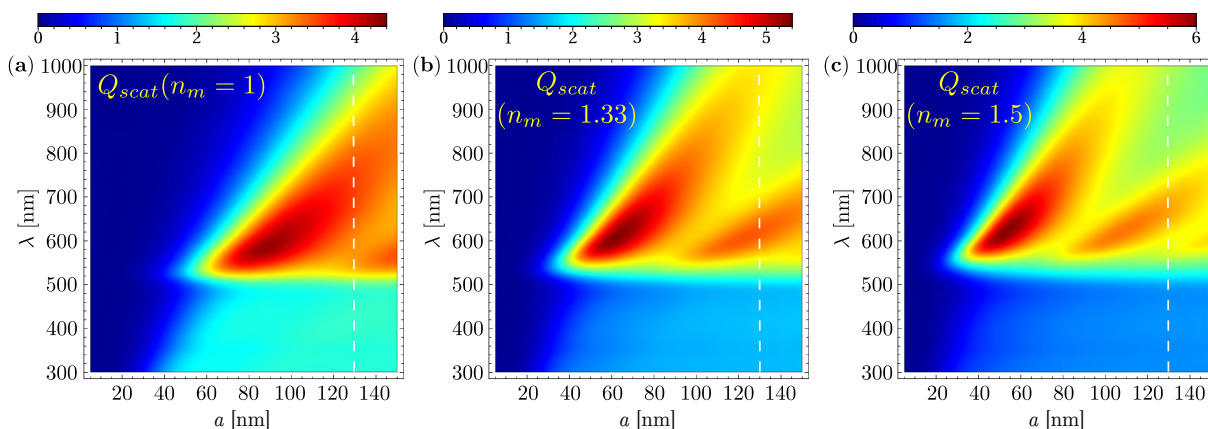 0 1 2 3 4
0 1 2 3 4 5
0 2 4 6
(a)
Q_scat(n_m = 1)
1000
900
800
700
600
500
400
300
λ [nm]
20 40 60 80 100 120 140
a [nm]
(b)
Q_scat
(n_m = 1.33)
1000
900
800
700
600
500
400
300
λ [nm]
20 40 60 80 100 120 140
a [nm]
(c)
Q_scat
(n_m = 1.5)
1000
900
800
700
600
500
400
300
λ [nm]
20 40 60 80 100 120 140
a [nm]